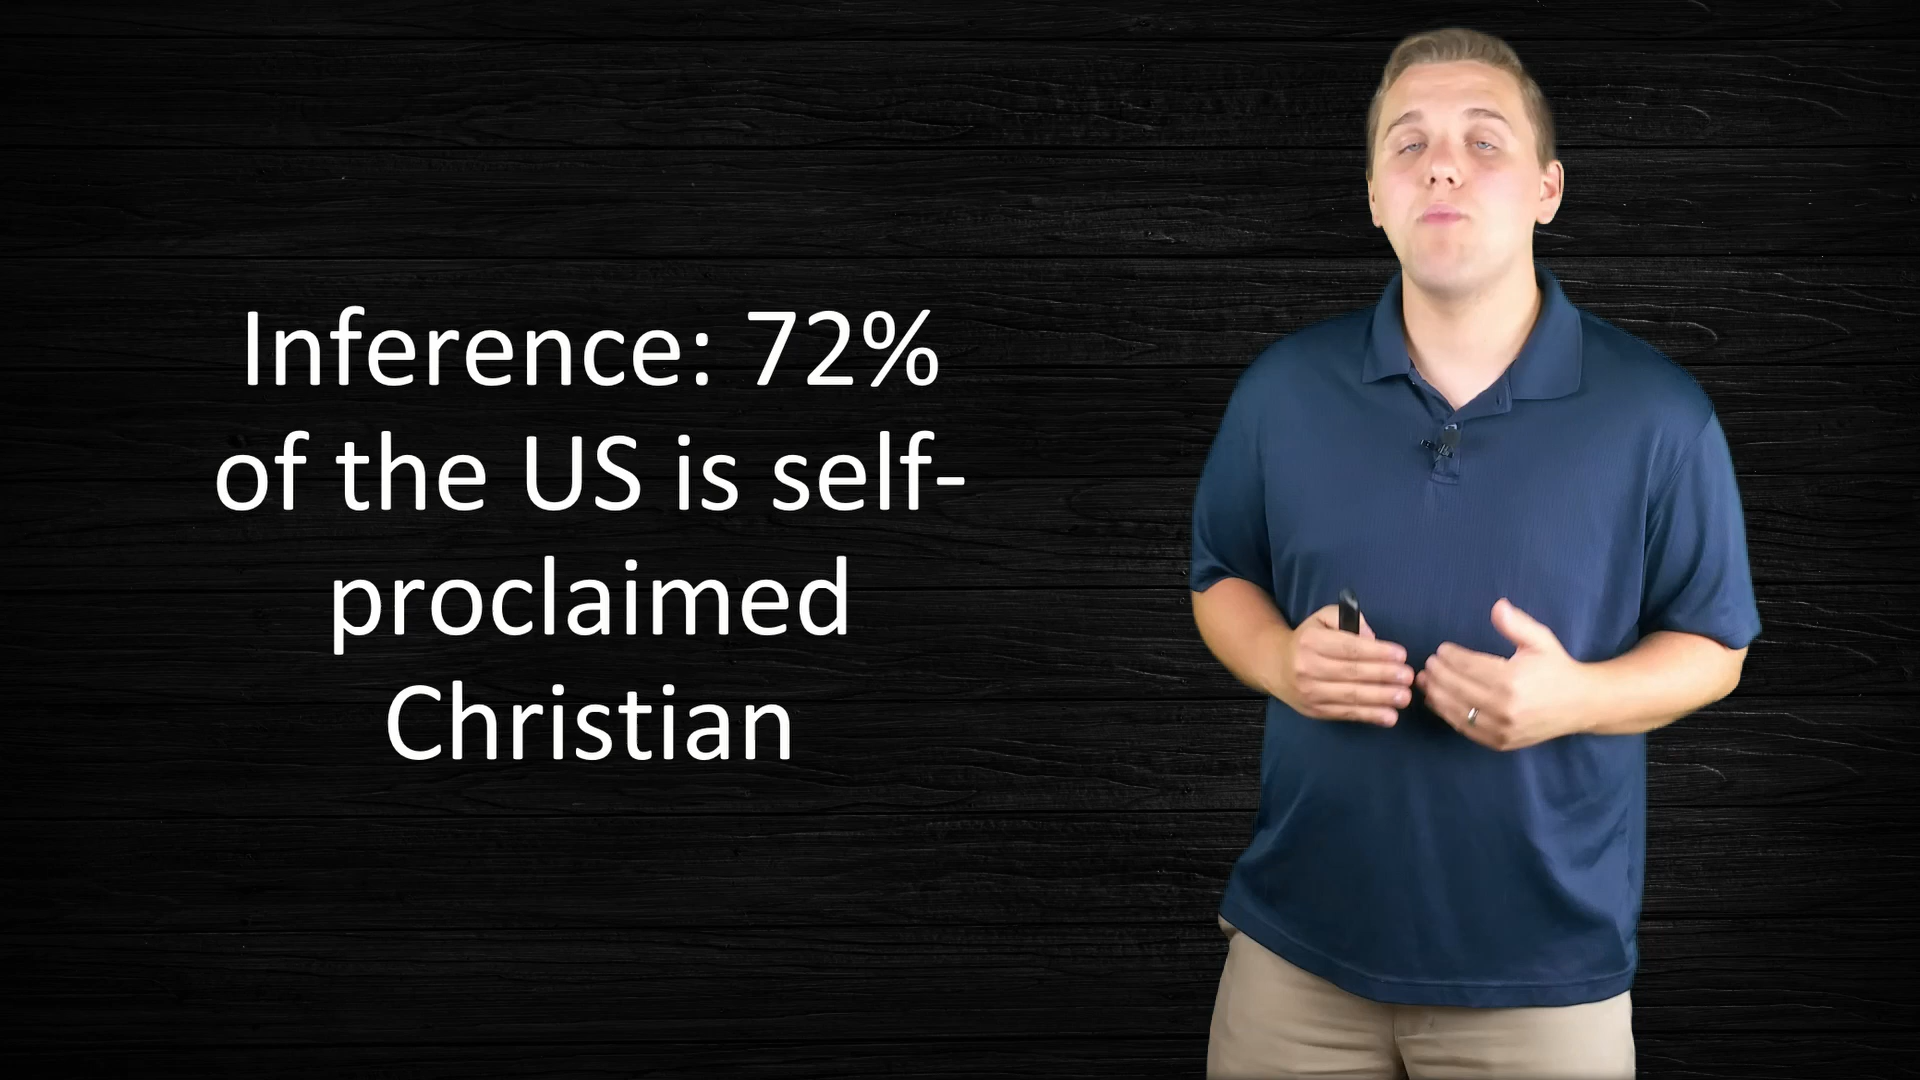 Inference: 72%
of the US is self-
proclaimed
Christian